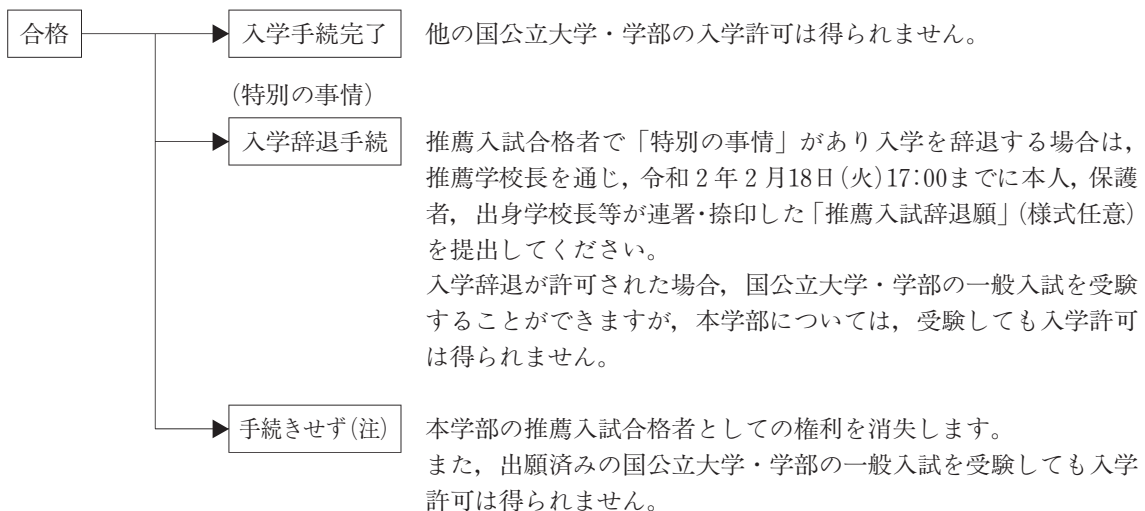 合格
入学手続完了 他の国公立大学・学部の入学許可は得られません。
(特別の事情)
入学辞退手続 推薦入試合格者で「特別の事情」があり入学を辞退する場合は，
推薦学校長を通じ，令和２年２月18日(火)17:00までに本人，保護
者，出身学校長等が連署・捺印した「推薦入試辞退願」(様式任意)
を提出してください。
入学辞退が許可された場合，国公立大学・学部の一般入試を受験
することができますが，本学部については，受験しても入学許可
は得られません。
手続きせず(注) 本学部の推薦入試合格者としての権利を消失します。
また，出願済みの国公立大学・学部の一般入試を受験しても入学
許可は得られません。